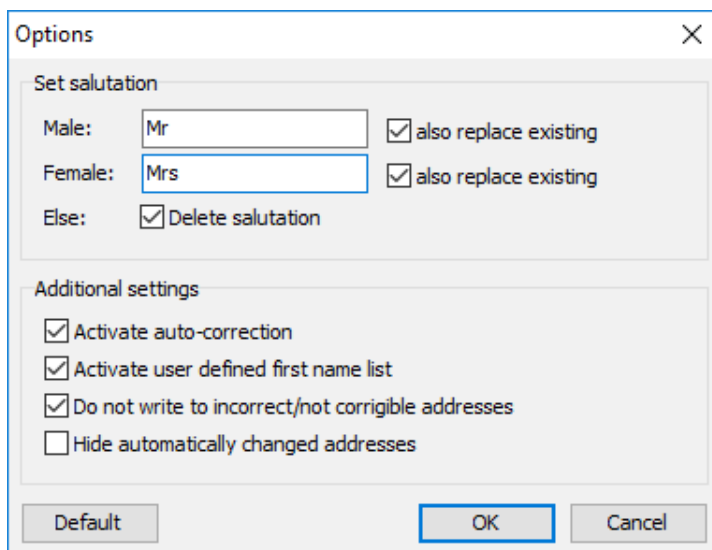 Options
Set salutation
Male: Mr also replace existing
Female: Mrs also replace existing
Else: Delete salutation
Additional settings
Activate auto-correction
Activate user defined first name list
Do not write to incorrect/not corrigible addresses
Hide automatically changed addresses
Default OK Cancel